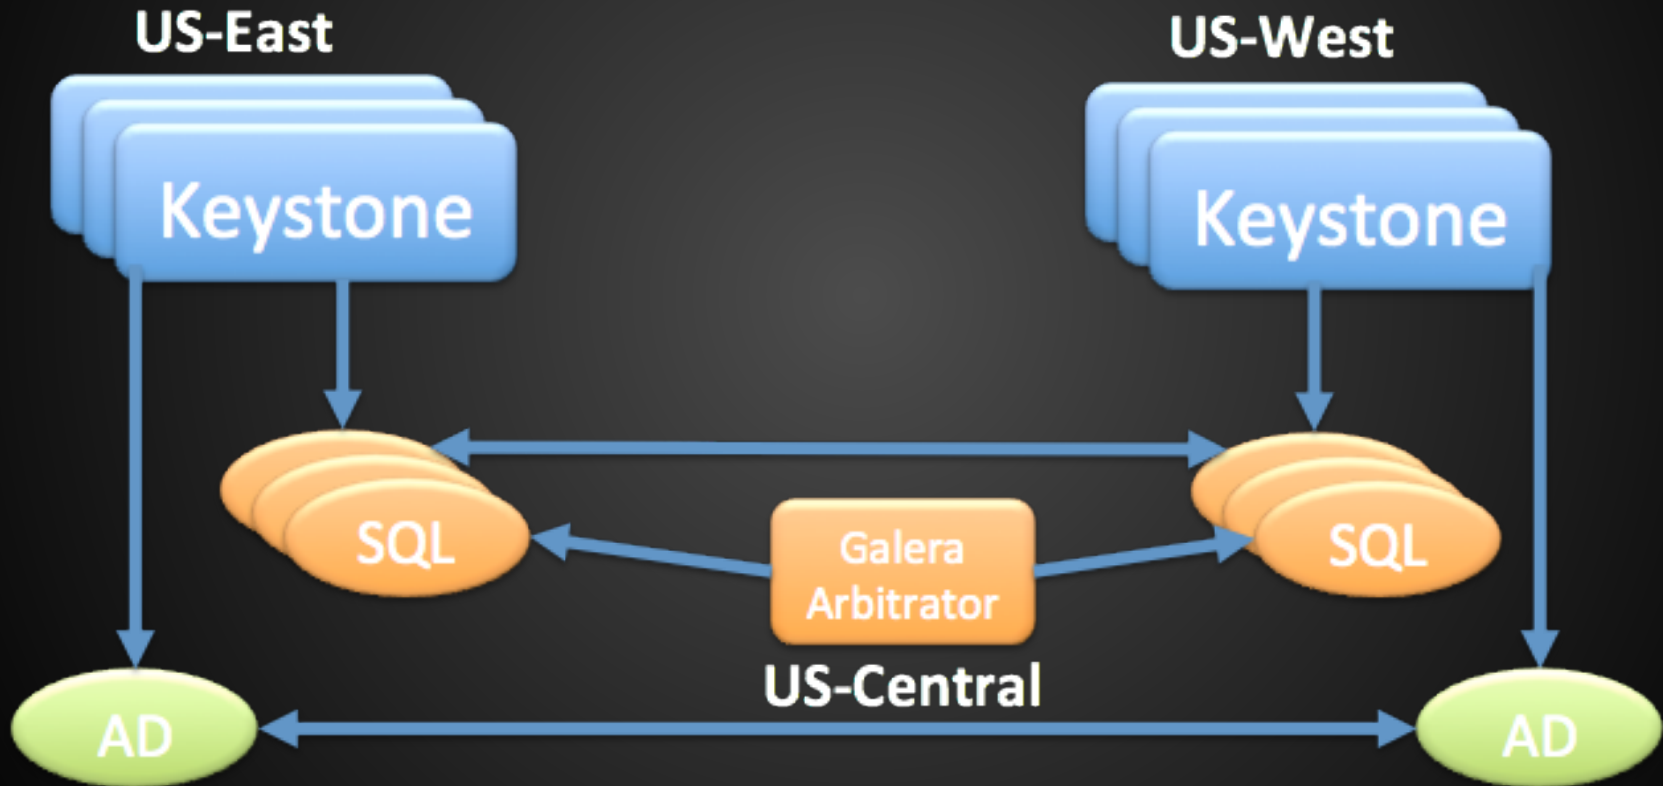 US-East
US-West
Keystone
Keystone
SQL
Galera
Arbitrator
SQL
US-Central
AD
AD